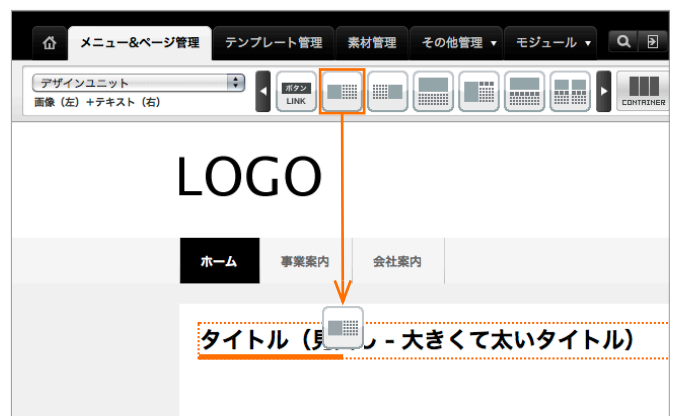 メニュー&ページ管理 テンプレート管理 素材管理 その他管理 ▼ モジュール ▼
デザインユニット
画像（左）＋テキスト（右）
ボタン
LINK
CONTAINER
LOGO
ホーム 事業案内 会社案内
タイトル（見 し - 大きくて太いタイトル）